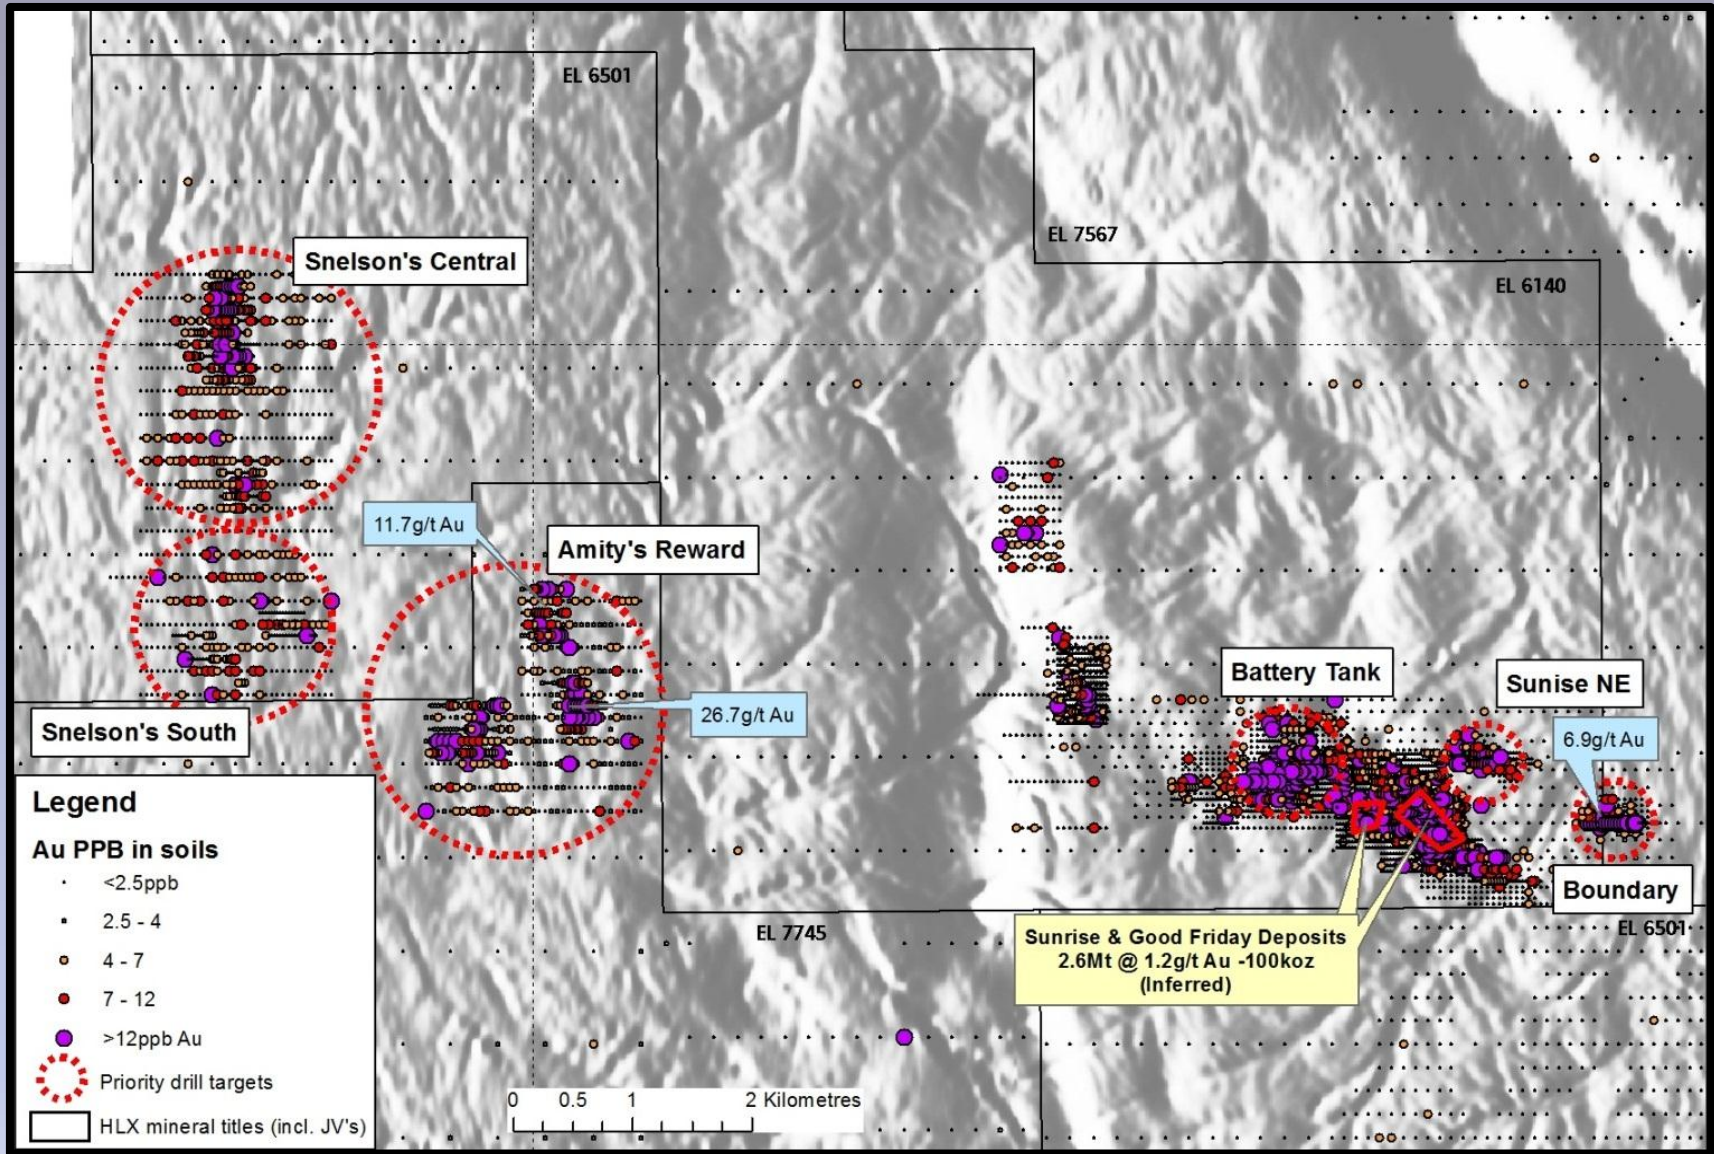 EL 6501
EL 7567
EL 6140
Snelson's Central
11.7g/t Au
Amity's Reward
26.7g/t Au
Snelson's South
Battery Tank
Sunise NE
6.9g/t Au
Boundary
EL 6501
EL 7745
Sunrise & Good Friday Deposits
2.6Mt @ 1.2g/t Au -100koz
(Inferred)
Legend
Au PPB in soils
<2.5ppb
2.5 - 4
4 - 7
7 - 12
>12ppb Au
Priority drill targets
HLX mineral titles (incl. JV's)
0 0.5 1 2 Kilometres